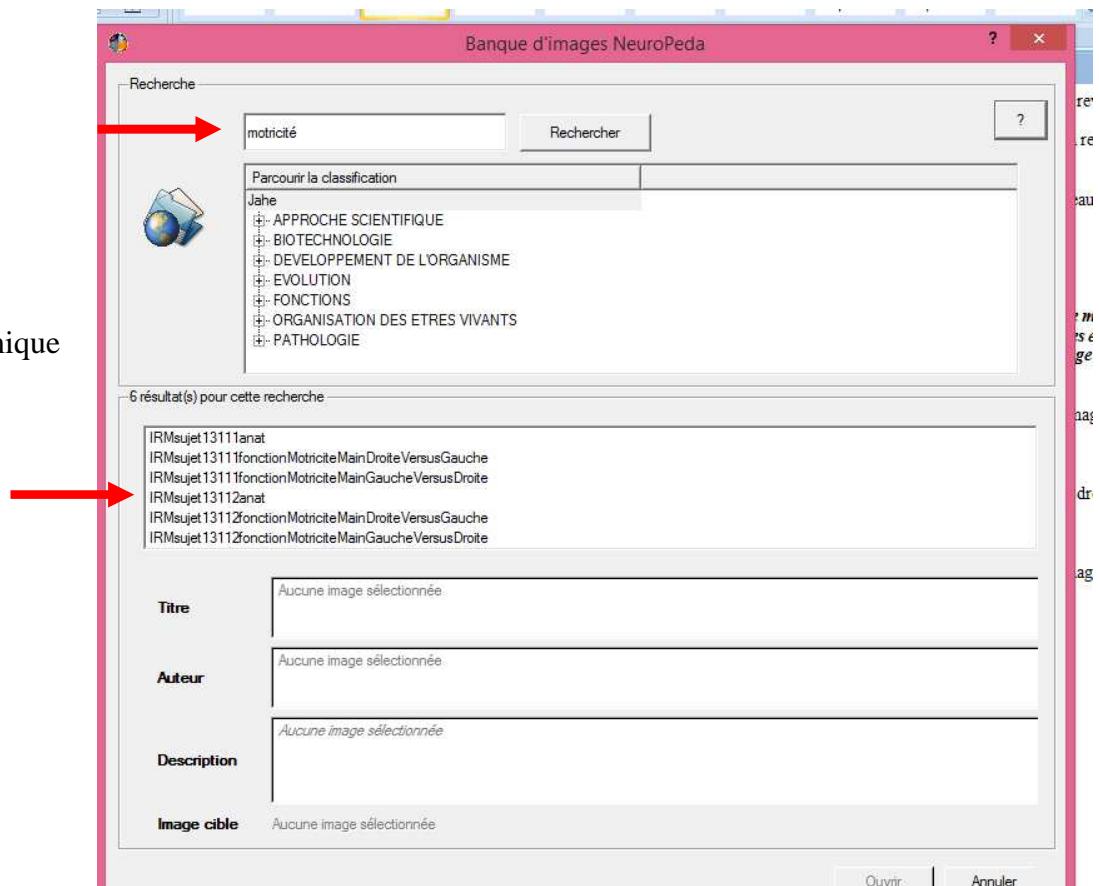 Banque d'images NeuroPeda
?
×
Recherche
motricité
Rechercher
?
Parcourir la classification
Jahe
APPROCHE SCIENTIFIQUE
BIOTECHNOLOGIE
DEVELOPPEMENT DE L'ORGANISME
EVOLUTION
FONCTIONS
ORGANISATION DES ETRES VIVANTS
PATHOLOGIE
nique
6 résultat(s) pour cette recherche
IRMsujet13111anat
IRMsujet13111fonctionMotriciteMainDroiteVersusGauche
IRMsujet13111fonctionMotriciteMainGaucheVersusDroite
IRMsujet13112anat
IRMsujet13112fonctionMotriciteMainDroiteVersusGauche
IRMsujet13112fonctionMotriciteMainGaucheVersusDroite
Titre
Aucune image sélectionnée
Auteur
Aucune image sélectionnée
Description
Aucune image sélectionnée
Image cible
Aucune image sélectionnée
Ouvrir
Annuler